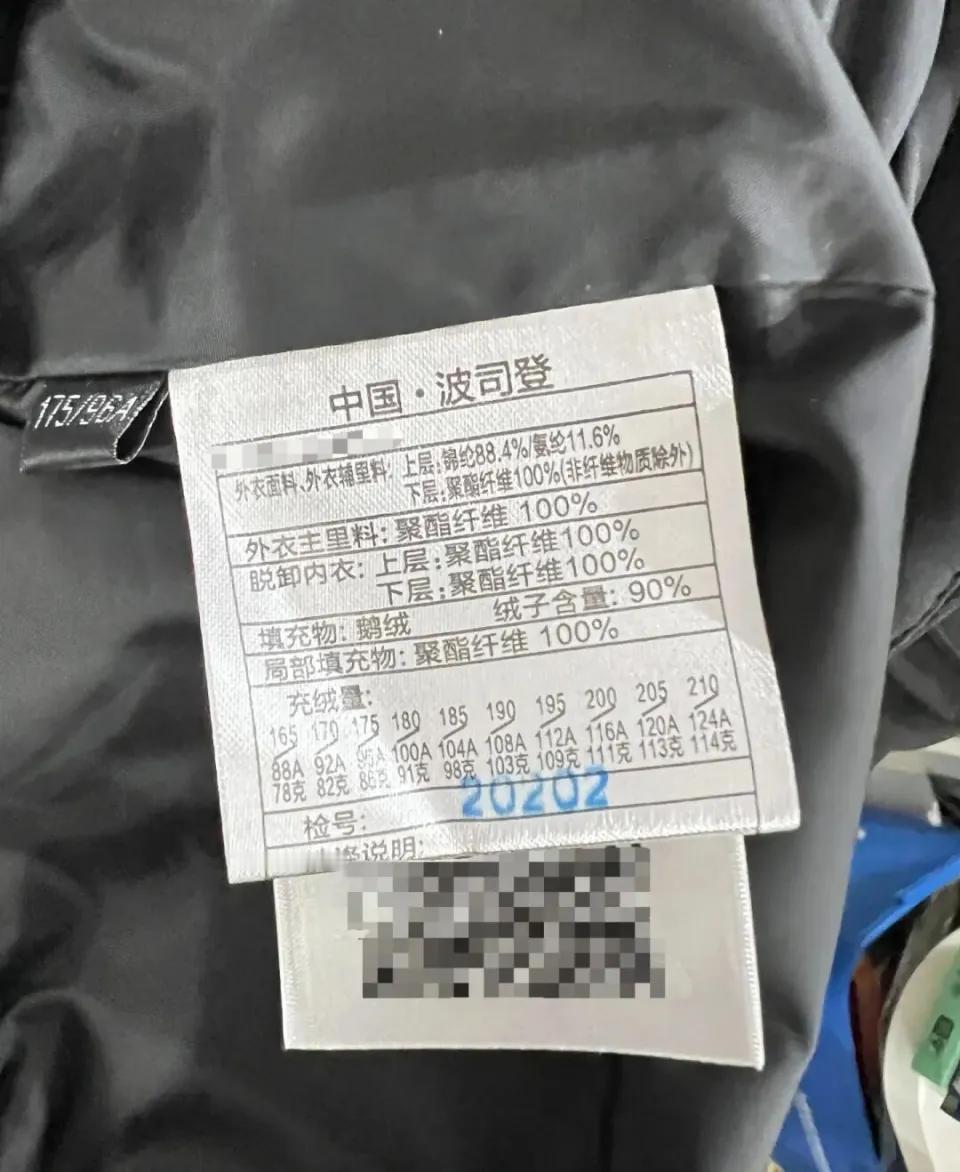 175/96A
中国·波司登
外衣面料、外衣辅里料: 上层:锦纶88.4%/氨纶11.6%
下层:聚酯纤维100%(非纤维物质除外)
外衣主里料: 聚酯纤维 100%
脱卸内衣: 上层:聚酯纤维100%
下层:聚酯纤维100%
填充物: 鹅绒 绒子含量: 90%
局部填充物: 聚酯纤维 100%
充绒量:
165 170 175 180 185 190 195 200 205 210
88A 92A 96A 100A 104A 108A 112A 116A 120A 124A
78克 82克 86克 91克 98克 103克 109克 111克 113克 114克
20202
检号:
说明: